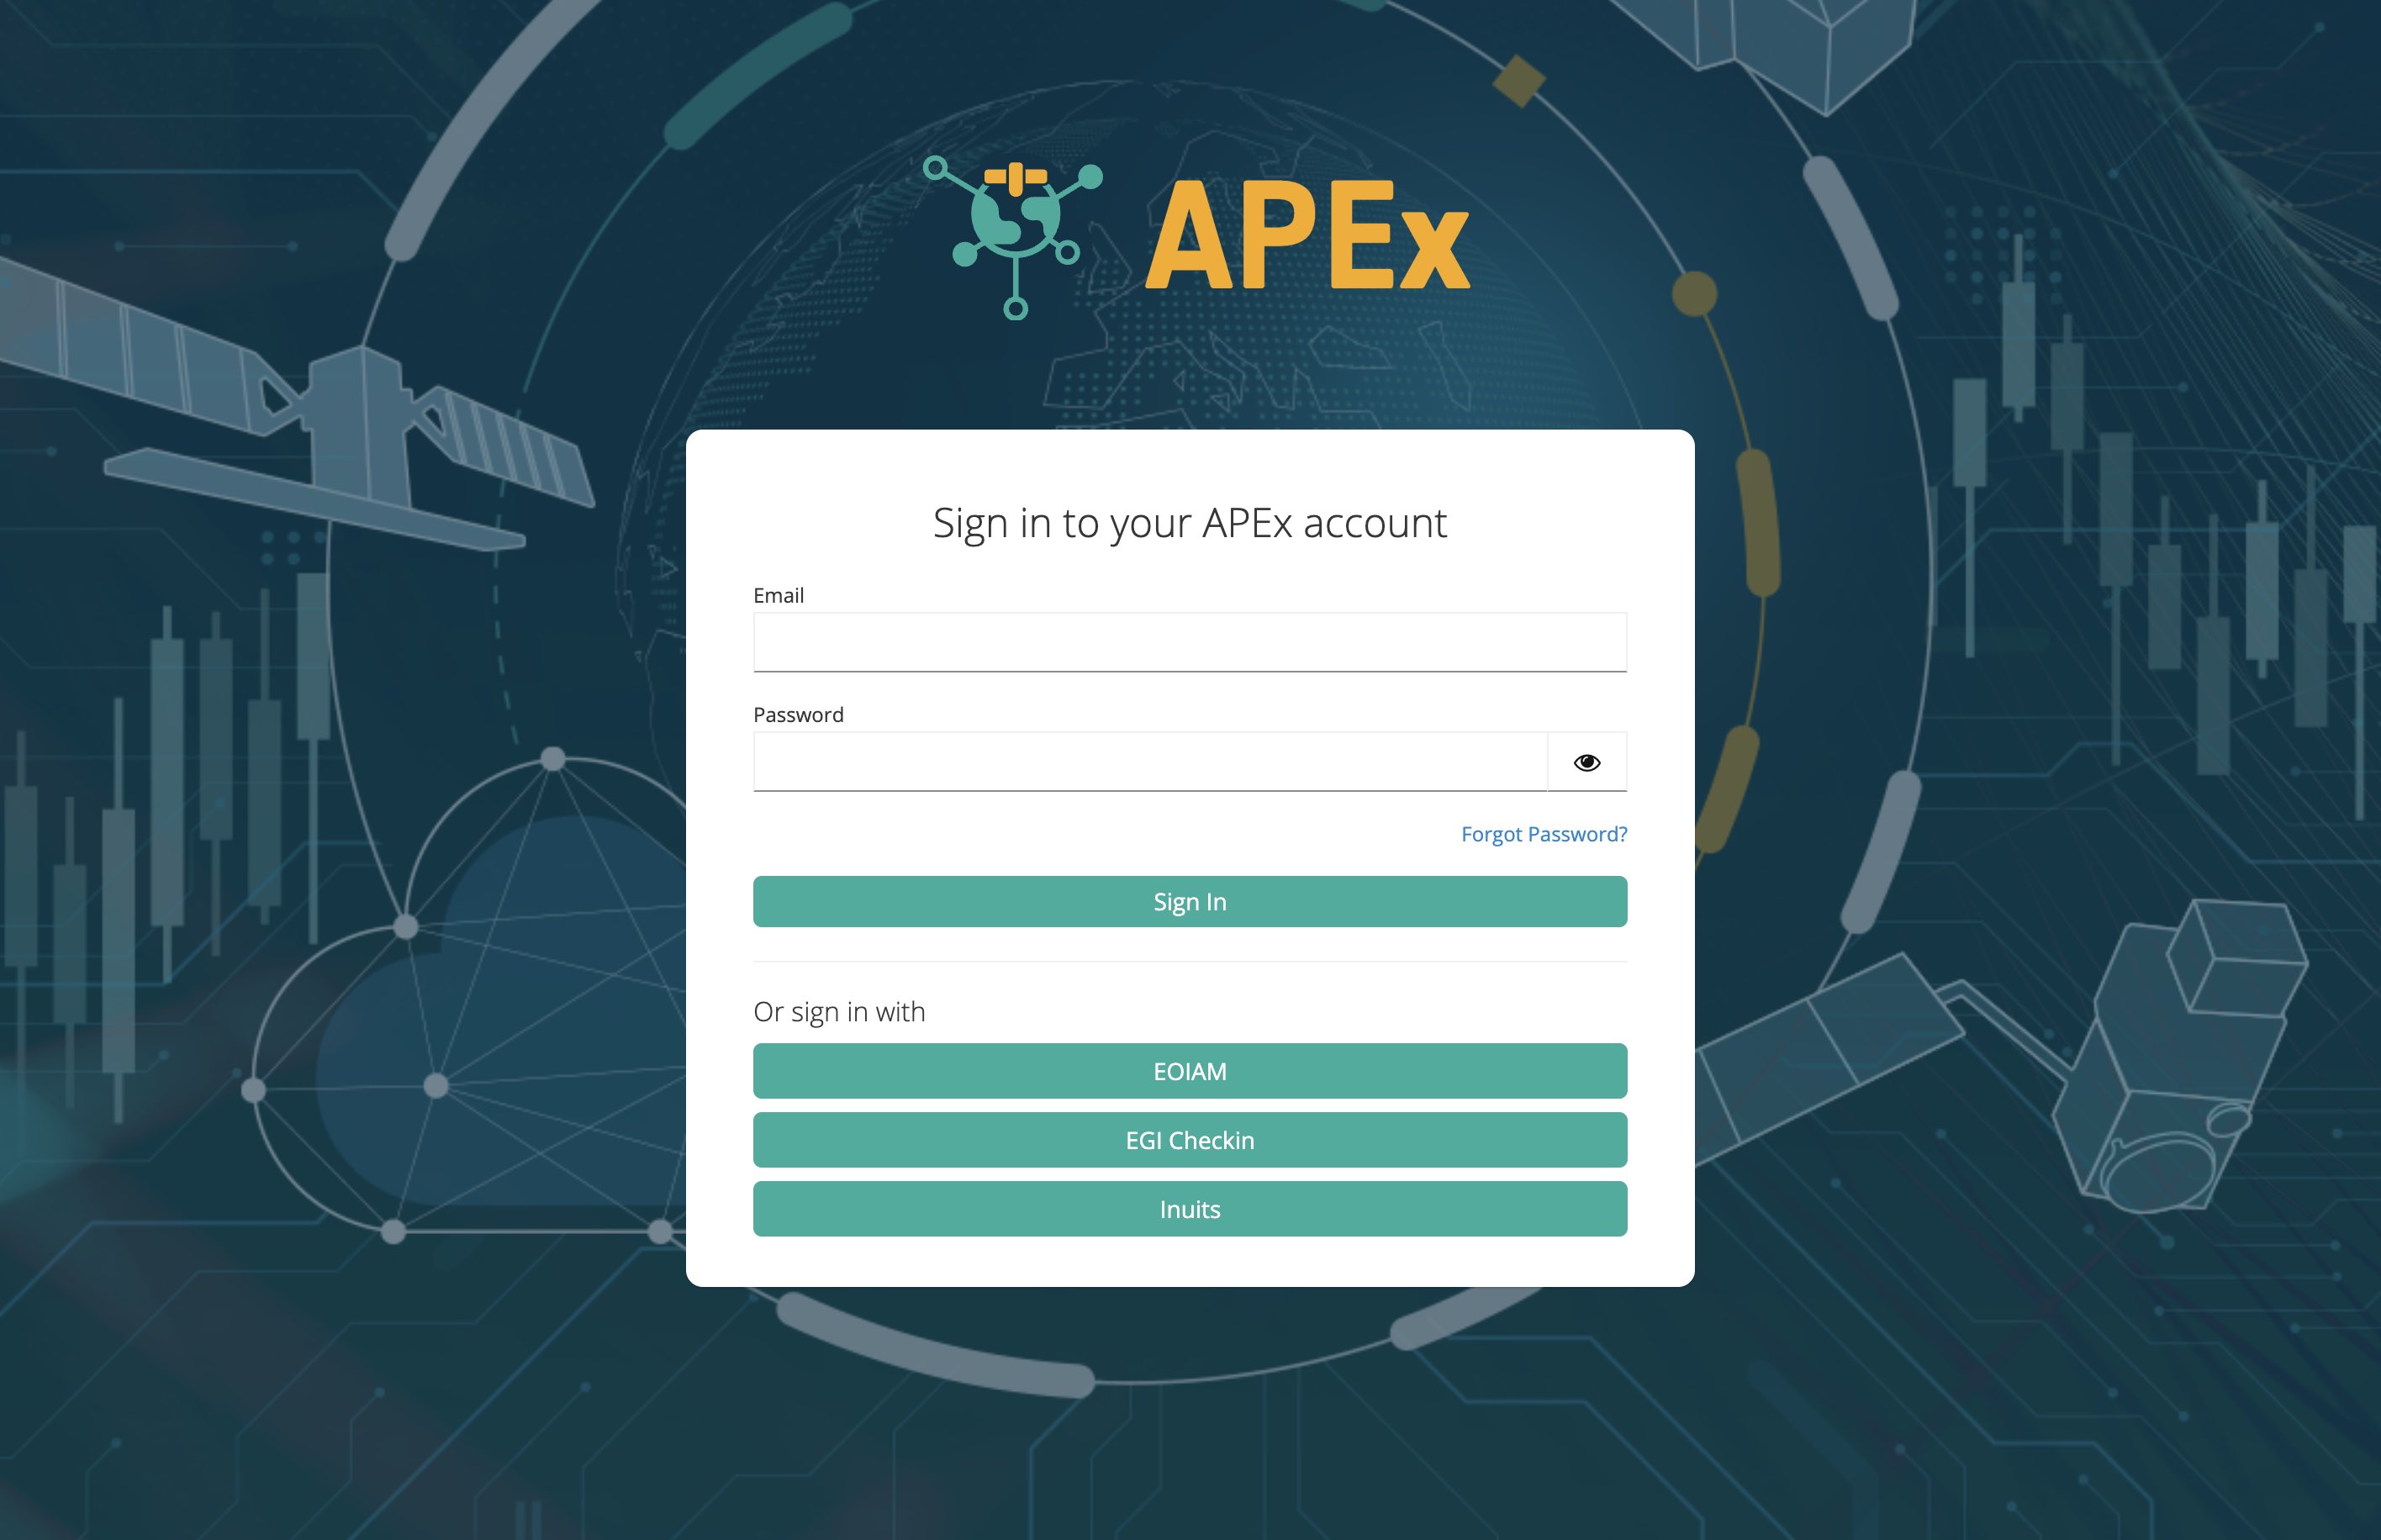 APEx
Sign in to your APEx account
Email
Password
Forgot Password?
Sign In
Or sign in with
EOIAM
EGI Checkin
Inuits